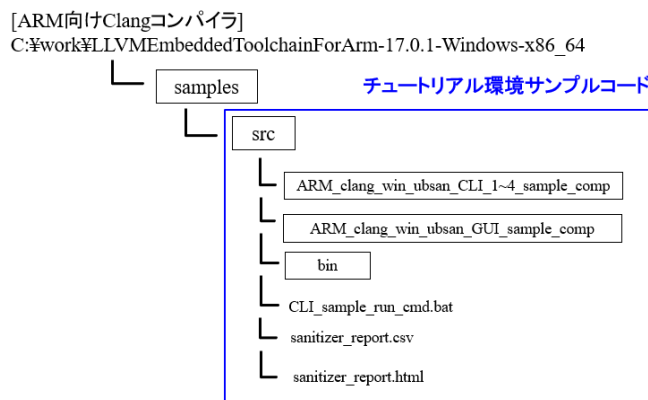 [ARM向けClangコンパイラ]
C:¥work¥LLVMEmbeddedToolchainForArm-17.0.1-Windows-x86_64
samples
チュートリアル環境サンプルコード
src
ARM_clang_win_ubsan_CLI_1~4_sample_comp
ARM_clang_win_ubsan_GUI_sample_comp
bin
CLI_sample_run_cmd.bat
sanitizer_report.csv
sanitizer_report.html